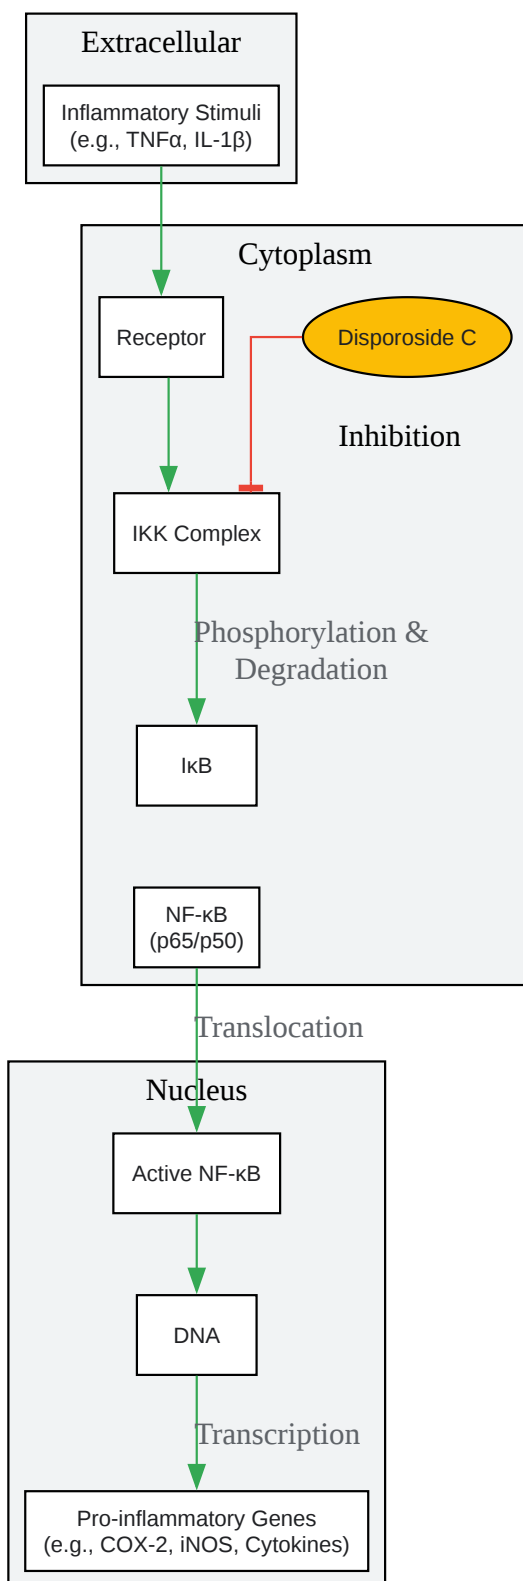 Extracellular
Inflammatory Stimuli
(e.g., TNFα, IL-1β)
Cytoplasm
Receptor
Disporoside C
Inhibition
IKK Complex
Phosphorylation &
Degradation
IκB
NF-κB
(p65/p50)
Translocation
Nucleus
Active NF-κB
DNA
Transcription
Pro-inflammatory Genes
(e.g., COX-2, iNOS, Cytokines)